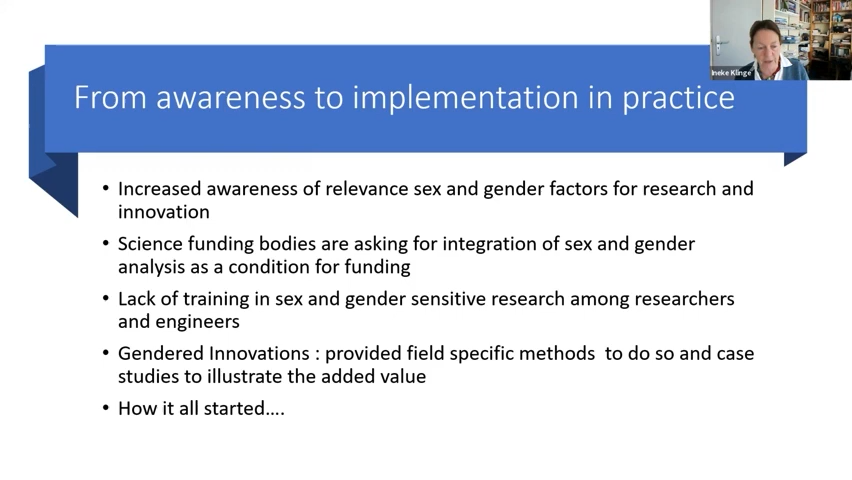 Ineke Klinge
From awareness to implementation in practice
• Increased awareness of relevance sex and gender factors for research and
innovation
• Science funding bodies are asking for integration of sex and gender
analysis as a condition for funding
• Lack of training in sex and gender sensitive research among researchers
and engineers
• Gendered Innovations : provided field specific methods  to do so and case
studies to illustrate the added value
• How it all started….